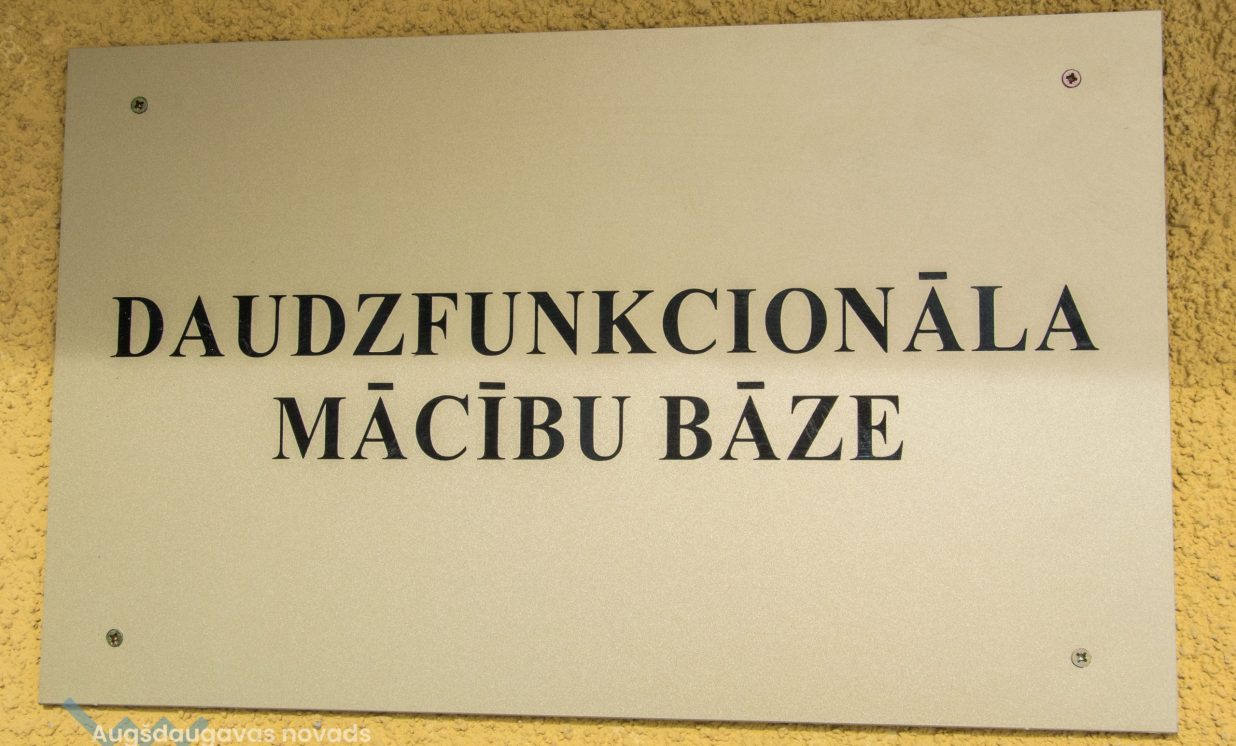 DAUDZFUNKCIONĀLA
MĀCĪBU BĀZE
Augšdaugavas novads